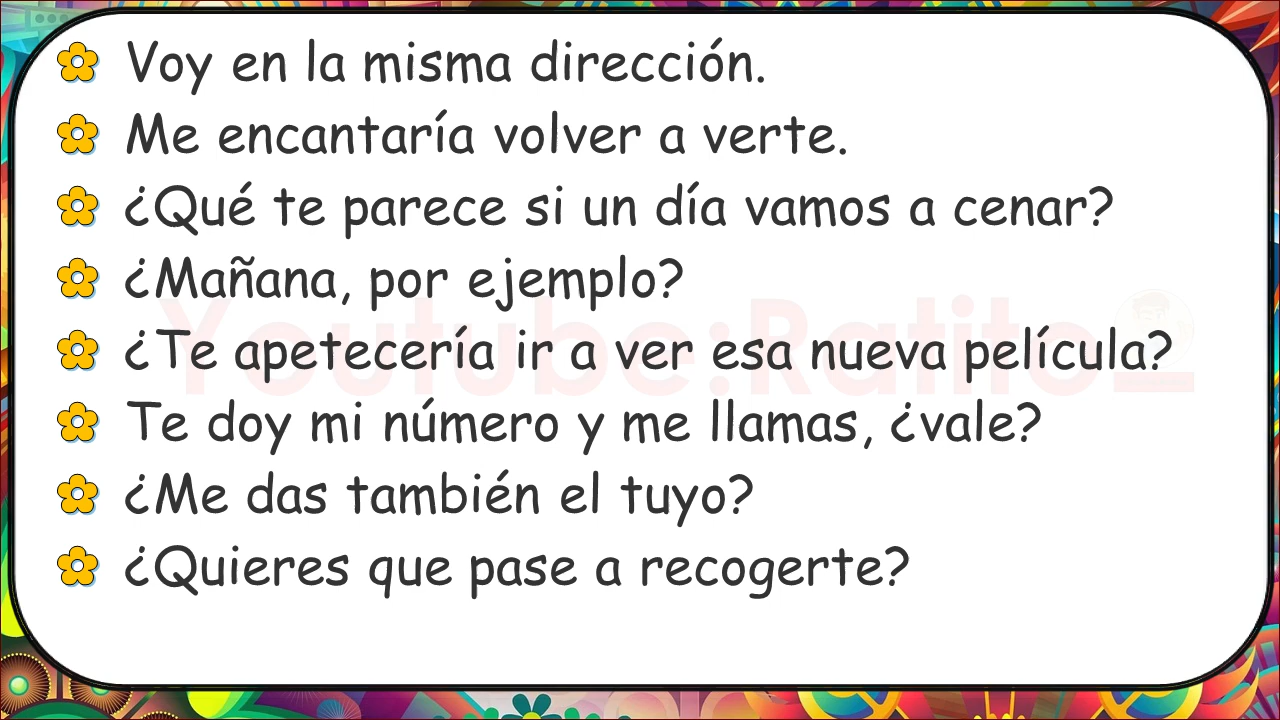 Voy en la misma dirección.
Me encantaría volver a verte.
¿Qué te parece si un día vamos a cenar?
¿Mañana, por ejemplo?
¿Te apetecería ir a ver esa nueva película?
Te doy mi número y me llamas, ¿vale?
¿Me das también el tuyo?
¿Quieres que pase a recogerte?
Youtube:Ratito